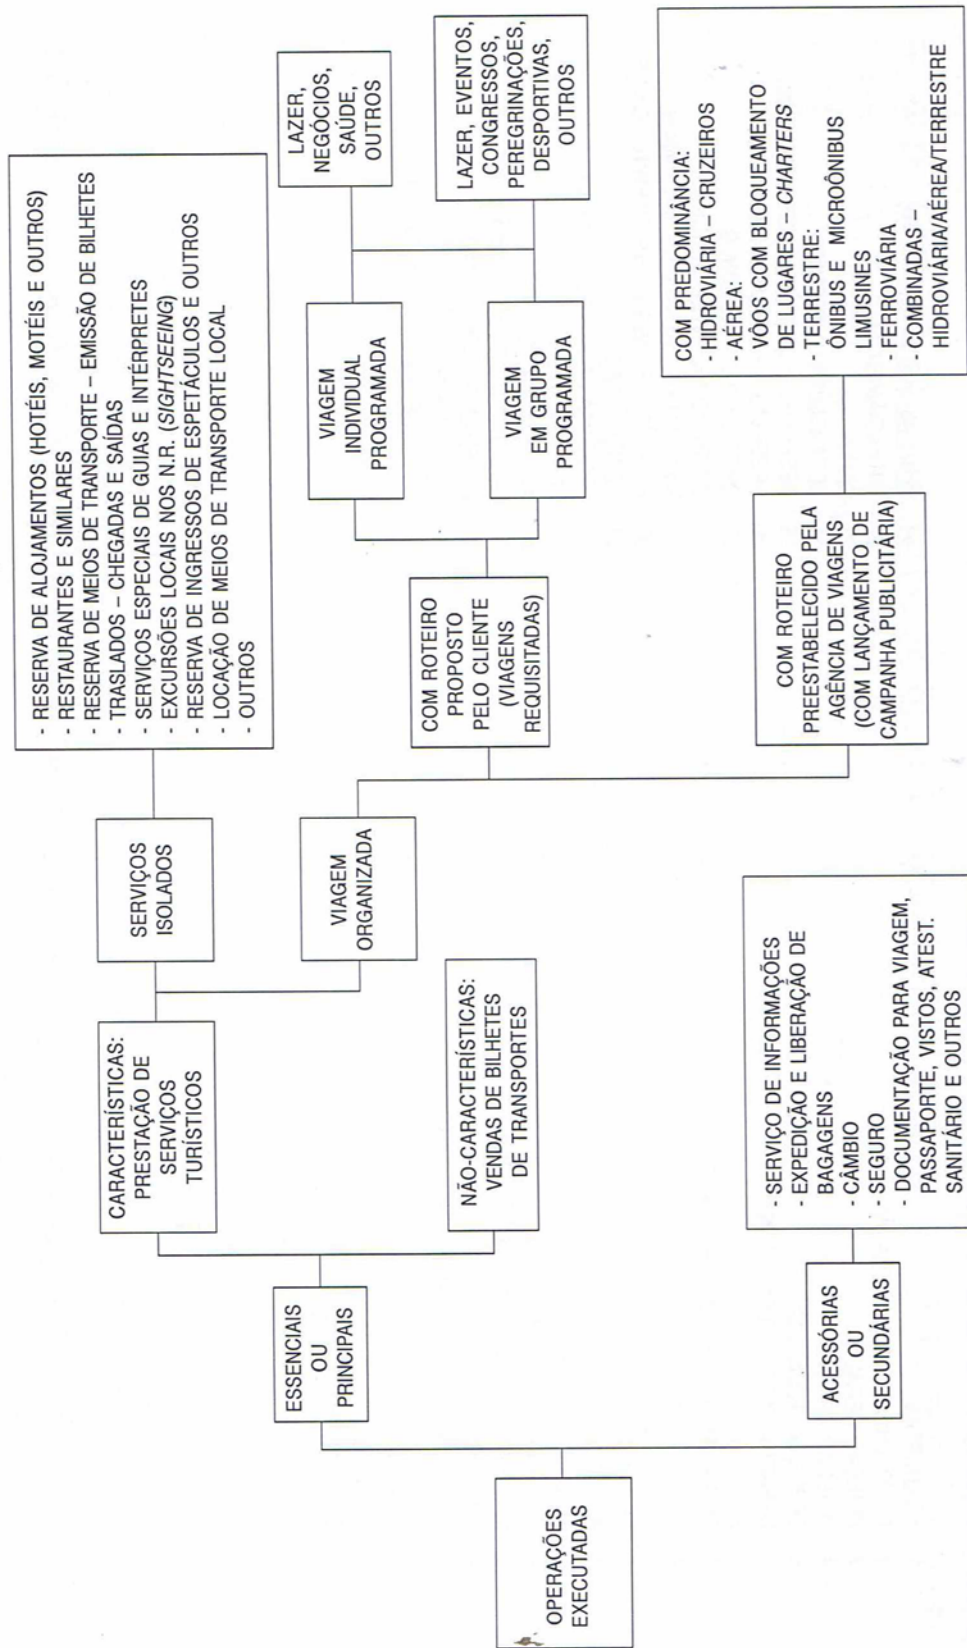 OPERAÇÕES
EXECUTADAS
ESSENCIAIS
OU
PRINCIPAIS
CARACTERÍSTICAS:
PRESTAÇÃO DE
SERVIÇOS
TURÍSTICOS
SERVIÇOS
ISOLADOS
- RESERVA DE ALOJAMENTOS (HOTÉIS, MOTÉIS E OUTROS)
- RESTAURANTES E SIMILARES
- RESERVA DE MEIOS DE TRANSPORTE – EMISSÃO DE BILHETES
TRASLADOS – CHEGADAS E SAÍDAS
- SERVIÇOS ESPECIAIS DE GUIAS E INTÉRPRETES
EXCURSÕES LOCAIS NOS N.R. (SIGHTSEEING)
- RESERVA DE INGRESSOS DE ESPETÁCULOS E OUTROS
- LOCAÇÃO DE MEIOS DE TRANSPORTE LOCAL
- OUTROS
VIAGEM
ORGANIZADA
COM ROTEIRO
PROPOSTO
PELO CLIENTE
(VIAGENS
REQUISITADAS)
VIAGEM
INDIVIDUAL
PROGRAMADA
LAZER,
NEGÓCIOS,
SAÚDE,
OUTROS
VIAGEM
EM GRUPO
PROGRAMADA
LAZER, EVENTOS,
CONGRESSOS,
PEREGRINAÇÕES,
DESPORTIVAS,
OUTROS
COM ROTEIRO
PREESTABELECIDO PELA
AGÊNCIA DE VIAGENS
(COM LANÇAMENTO DE
CAMPANHA PUBLICITÁRIA)
COM PREDOMINÂNCIA:
- HIDROVIÁRIA – CRUZEIROS
- AÉREA:
VÔOS COM BLOQUEAMENTO
DE LUGARES – CHARTERS
- TERRESTRE:
ÔNIBUS E MICROÔNIBUS
LIMUSINES
- FERROVIÁRIA
- COMBINADAS –
HIDROVIÁRIA/AÉREA/TERRESTRE
NÃO-CARACTERÍSTICAS:
VENDAS DE BILHETES
DE TRANSPORTES
ACESSÓRIAS
OU
SECUNDÁRIAS
- SERVIÇO DE INFORMAÇÕES
- EXPEDIÇÃO E LIBERAÇÃO DE
BAGAGENS
- CÂMBIO
- SEGURO
- DOCUMENTAÇÃO PARA VIAGEM,
PASSAPORTE, VISTOS, ATEST.
SANITÁRIO E OUTROS